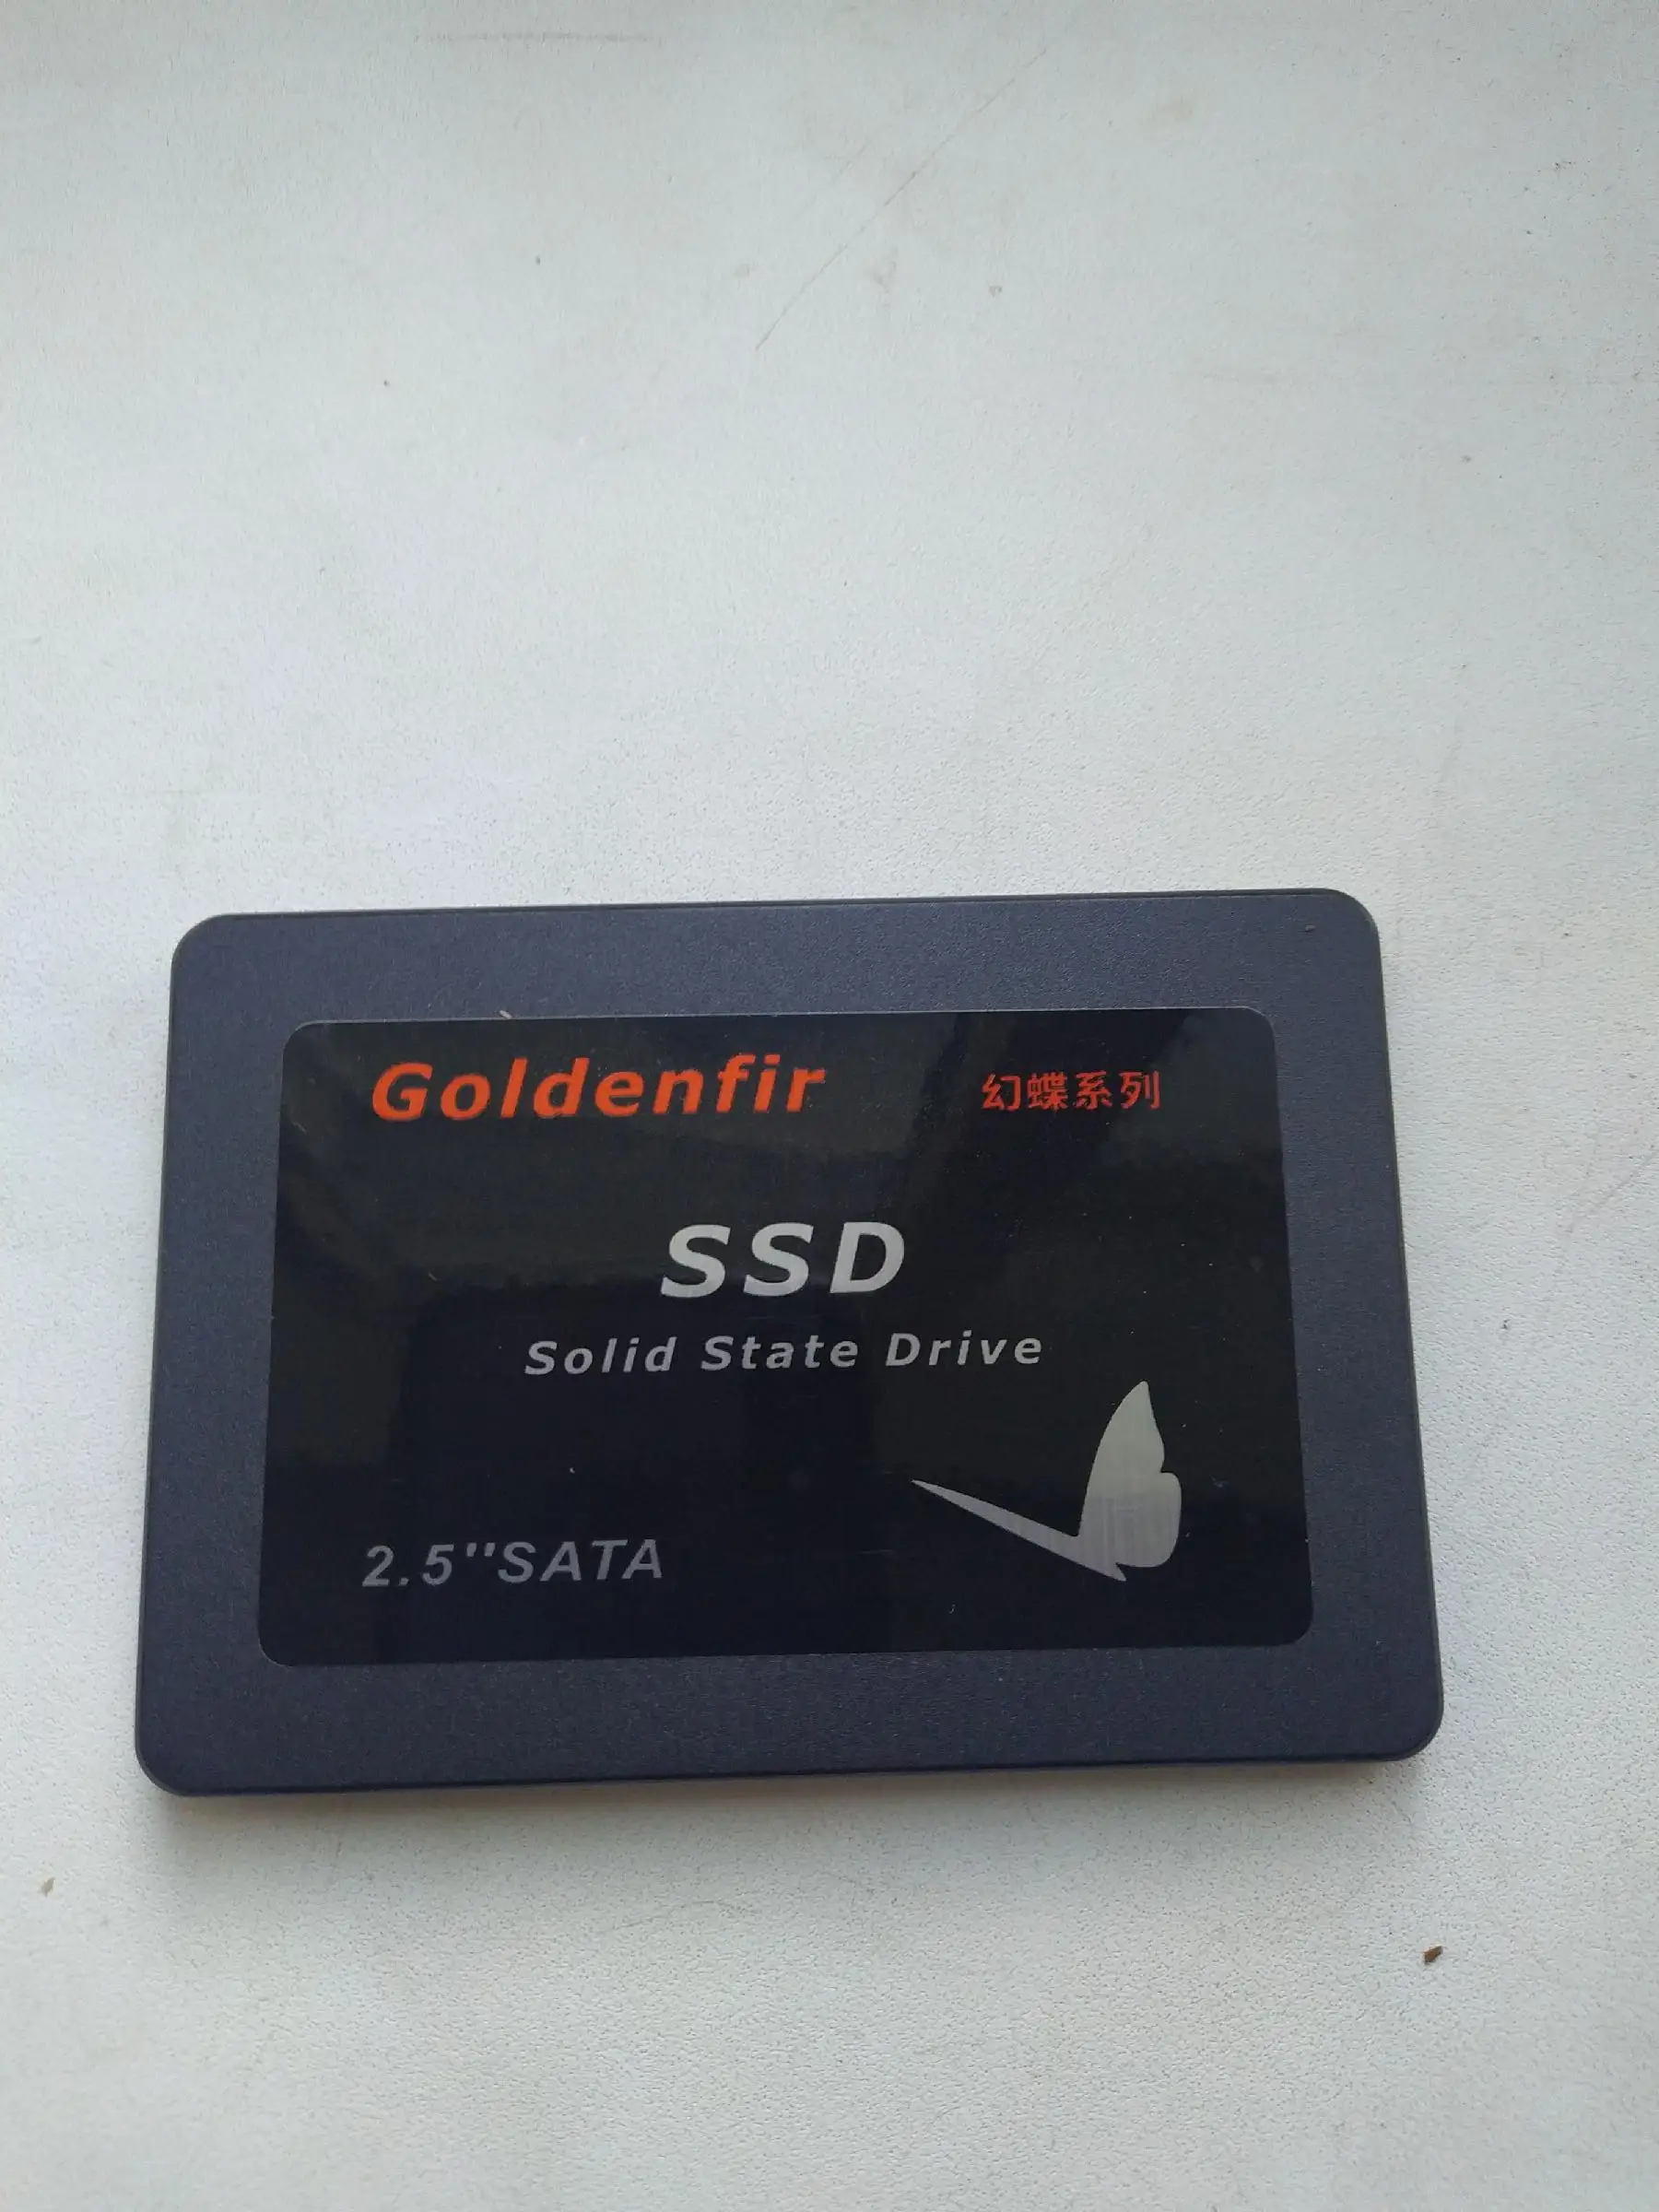 Goldenfir 幻蝶系列
SSD
Solid State Drive
2.5''SATA